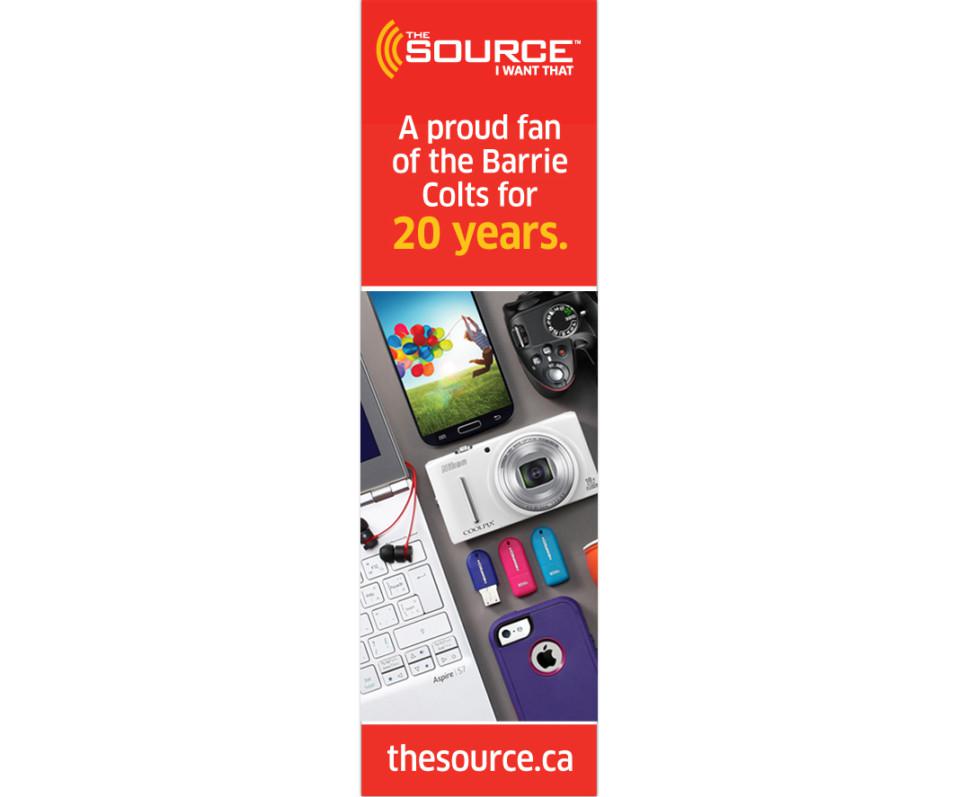 THE
SOURCE™
I WANT THAT
A proud fan
of the Barrie
Colts for
20 years.
Nikon
COOLPIX
Aspire S7
thesource.ca